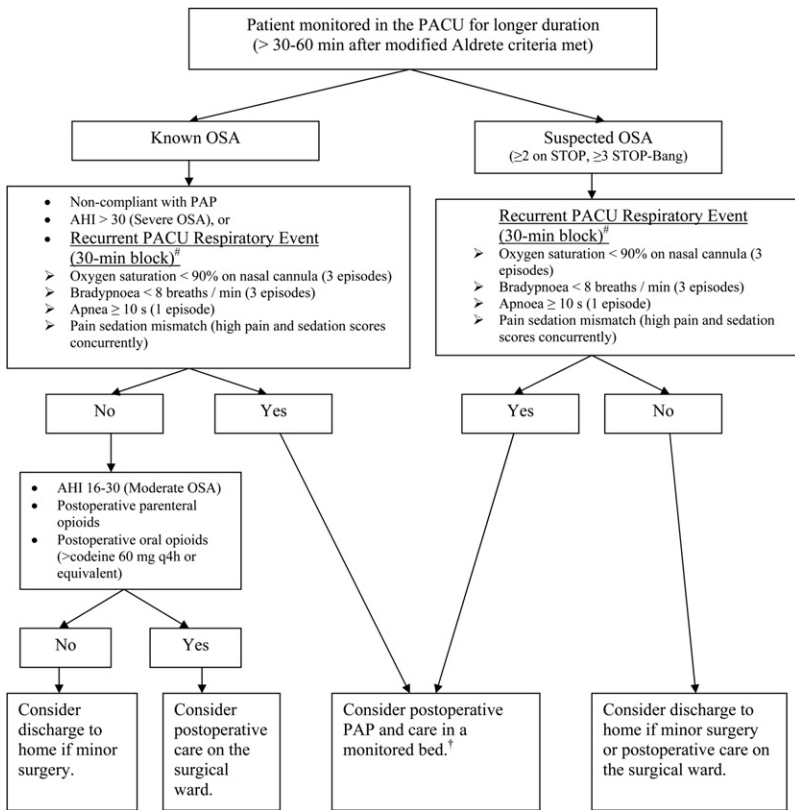 Patient monitored in the PACU for longer duration
(> 30-60 min after modified Aldrete criteria met)
Known OSA
Suspected OSA
(≥2 on STOP, ≥3 STOP-Bang)
• Non-compliant with PAP
• AHI > 30 (Severe OSA), or
• Recurrent PACU Respiratory Event
(30-min block)#
➢ Oxygen saturation < 90% on nasal cannula (3 episodes)
➢ Bradypnoea < 8 breaths / min (3 episodes)
➢ Apnea ≥ 10 s (1 episode)
➢ Pain sedation mismatch (high pain and sedation scores
concurrently)
Recurrent PACU Respiratory Event
(30-min block)#
➢ Oxygen saturation < 90% on nasal cannula (3
episodes)
➢ Bradypnoea < 8 breaths / min (3 episodes)
➢ Apnoea ≥ 10 s (1 episode)
➢ Pain sedation mismatch (high pain and sedation
scores concurrently)
No
Yes
Yes
No
• AHI 16-30 (Moderate OSA)
• Postoperative parenteral
opioids
• Postoperative oral opioids
(>codeine 60 mg q4h or
equivalent)
No
Yes
Consider
discharge to
home if minor
surgery.
Consider
postoperative
care on the
surgical
ward.
Consider postoperative
PAP and care in a
monitored bed.†
Consider discharge to
home if minor surgery
or postoperative care on
the surgical ward.